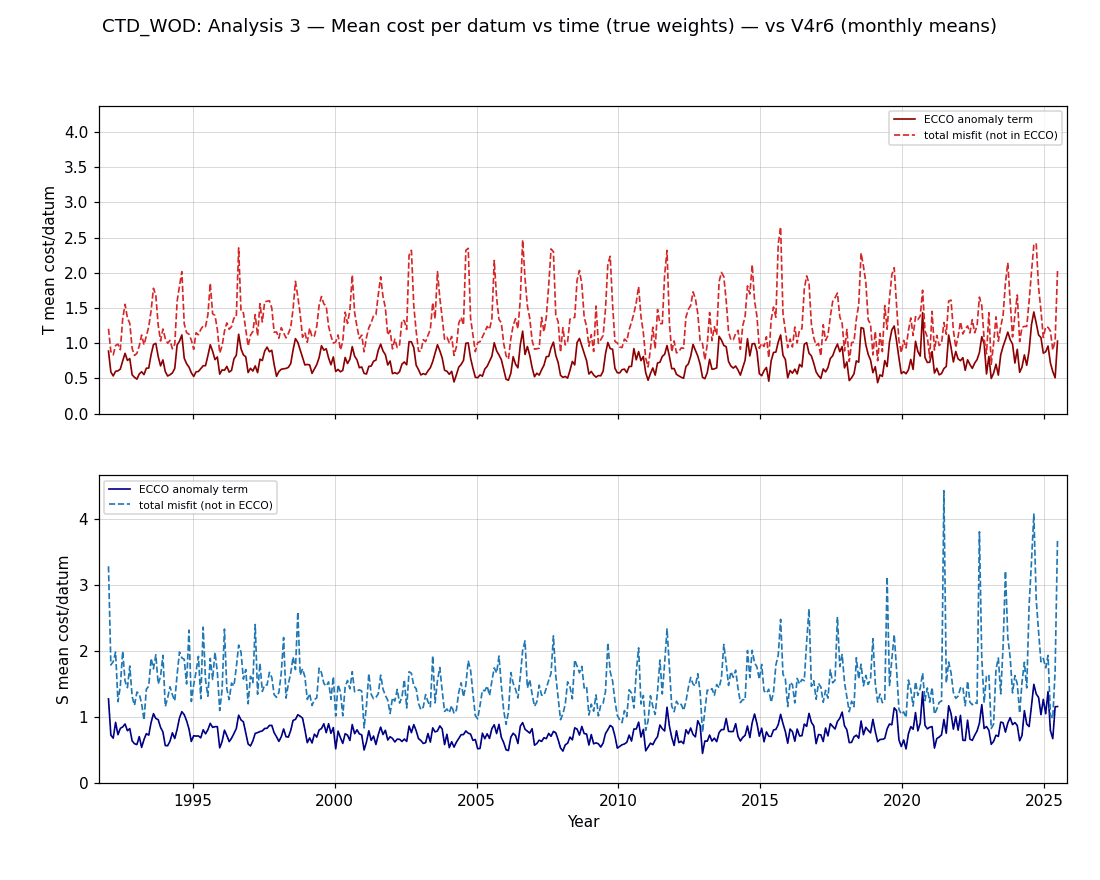 CTD_WOD: Analysis 3 — Mean cost per datum vs time (true weights) — vs V4r6 (monthly means)
T mean cost/datum
4.0
3.5
3.0
2.5
2.0
1.5
1.0
0.5
0.0
ECCO anomaly term
total misfit (not in ECCO)
S mean cost/datum
4
3
2
1
0
ECCO anomaly term
total misfit (not in ECCO)
1995 2000 2005 2010 2015 2020 2025
Year